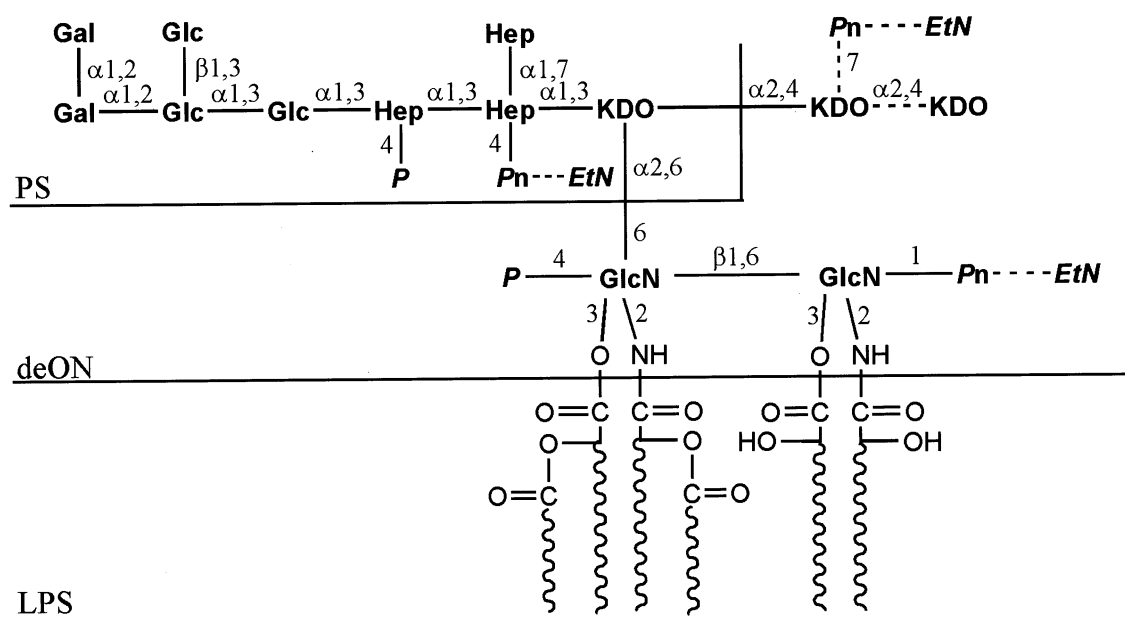 Gal Glc Hep Pn EtN
α1,2 β1,3 α1,7 7
α1,2 α1,3 α1,3 α1,3 α1,3 α2,4 α2,4
Gal Glc Glc Hep Hep KDO KDO KDO
4 4
P Pn EtN α2,6
PS
6
4 β1,6 1
P GlcN GlcN Pn EtN
3 2 3 2
O NH O NH
deON
O=C C=O O=C C=O
O O HO OH
O=C C=O
LPS